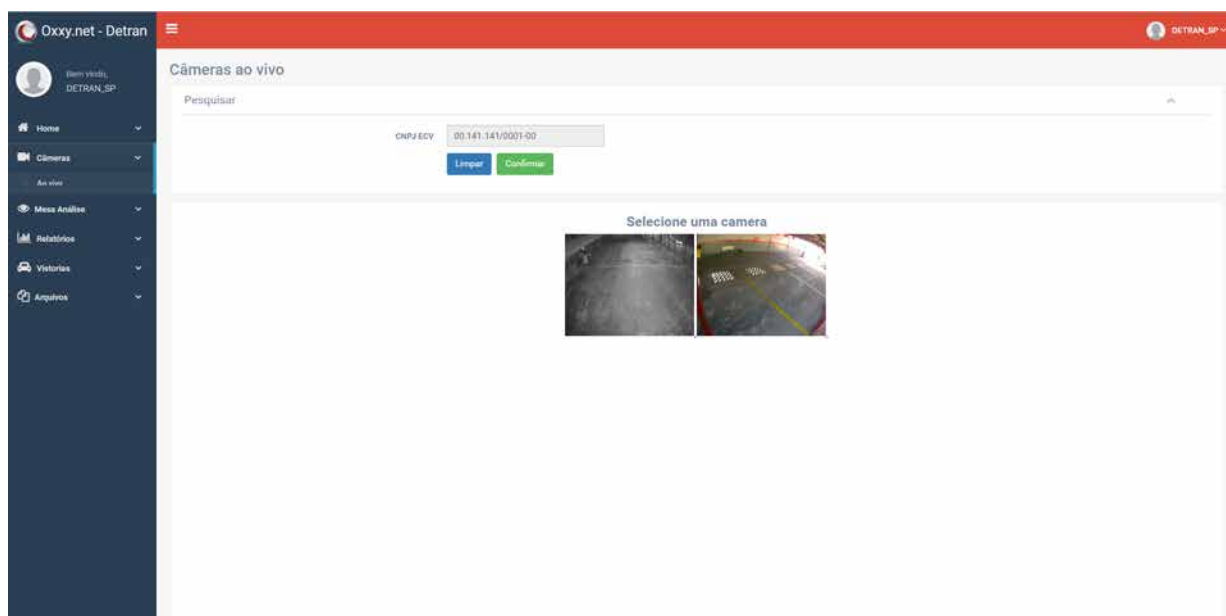 Oxxy.net - Detran
DETRAN_SP
Bem vindo,
DETRAN_SP
Home
Câmeras
Ao vivo
Mesa Análise
Relatórios
Vistorias
Arquivos
Câmeras ao vivo
Pesquisar
CNPJ ECV
00.141.141/0001-00
Limpar
Confirmar
Selecione uma camera